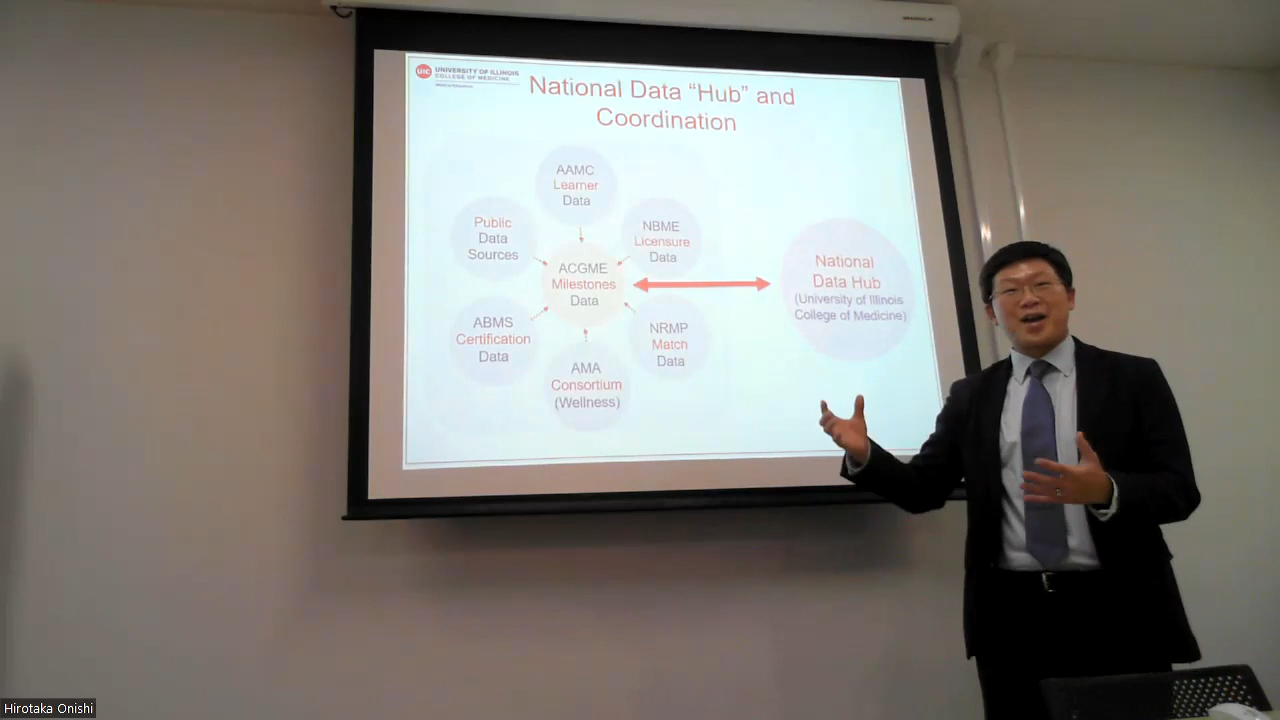 UIC
UNIVERSITY OF ILLINOIS
COLLEGE OF MEDICINE
National Data “Hub” and
Coordination
AAMC
Learner
Data
Public
Data
Sources
NBME
Licensure
Data
ACGME
Milestones
Data
ABMS
Certification
Data
NRMP
Match
Data
AMA
Consortium
(Wellness)
National
Data Hub
(University of Illinois
College of Medicine)
Hirotaka Onishi